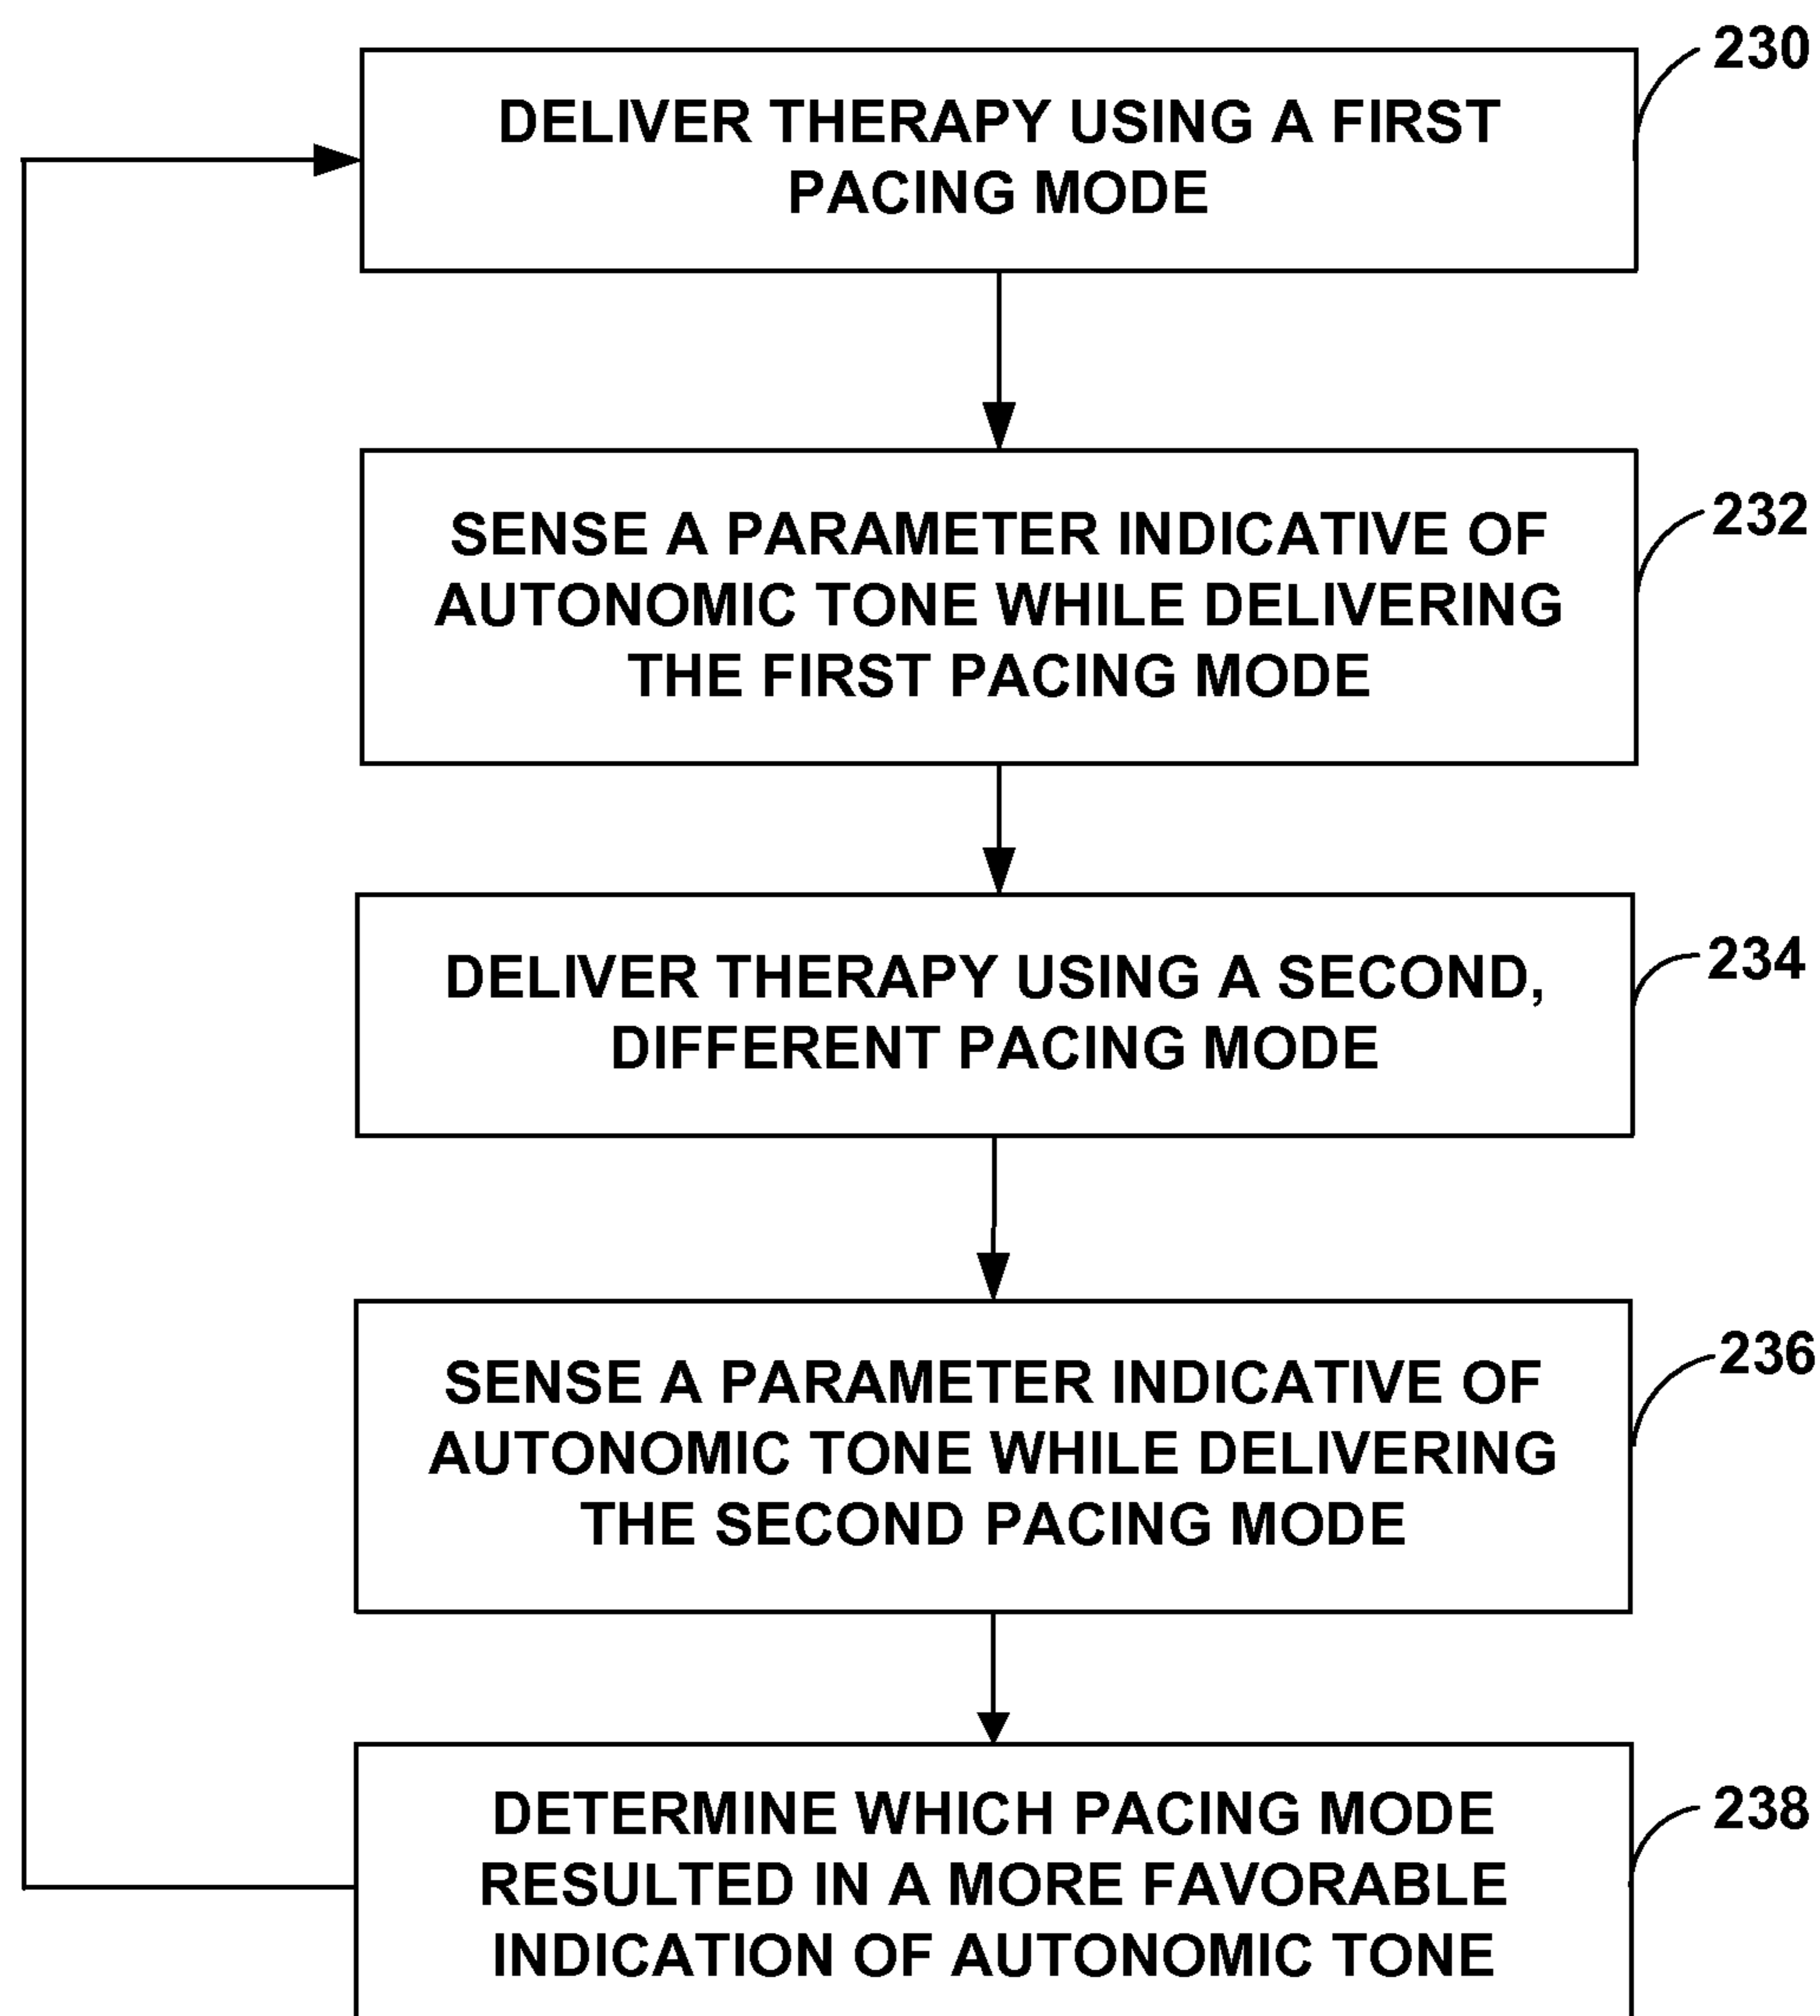 230
DELIVER THERAPY USING A FIRST
PACING MODE
232
SENSE A PARAMETER INDICATIVE OF
AUTONOMIC TONE WHILE DELIVERING
THE FIRST PACING MODE
234
DELIVER THERAPY USING A SECOND,
DIFFERENT PACING MODE
236
SENSE A PARAMETER INDICATIVE OF
AUTONOMIC TONE WHILE DELIVERING
THE SECOND PACING MODE
238
DETERMINE WHICH PACING MODE
RESULTED IN A MORE FAVORABLE
INDICATION OF AUTONOMIC TONE